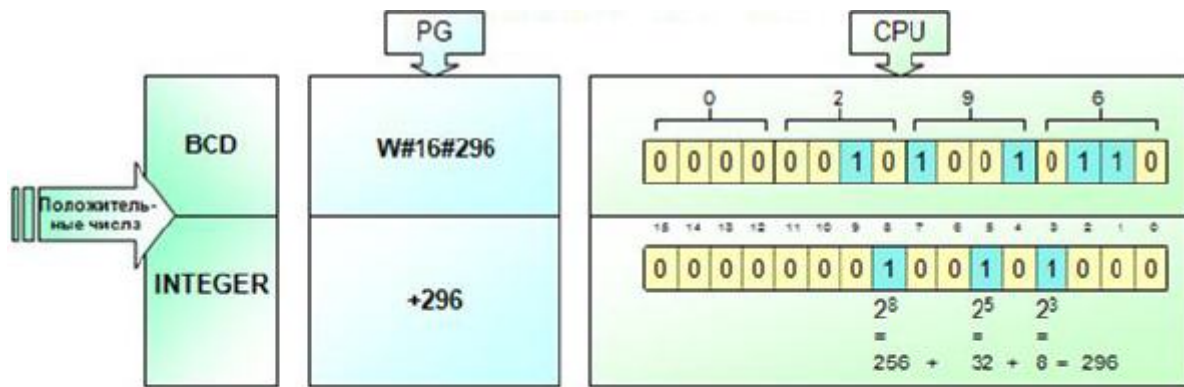 PG
CPU
0 2 9 6
BCD
W#16#296
0 0 0 0 0 0 1 0 1 0 0 1 0 1 1 0
Положитель-
ные числа
15 14 13 12 11 10 9 8 7 6 5 4 3 2 1 0
INTEGER
+296
0 0 0 0 0 0 0 1 0 0 1 0 1 0 0 0
2⁸ 2⁵ 2³
= = =
256 + 32 + 8 = 296